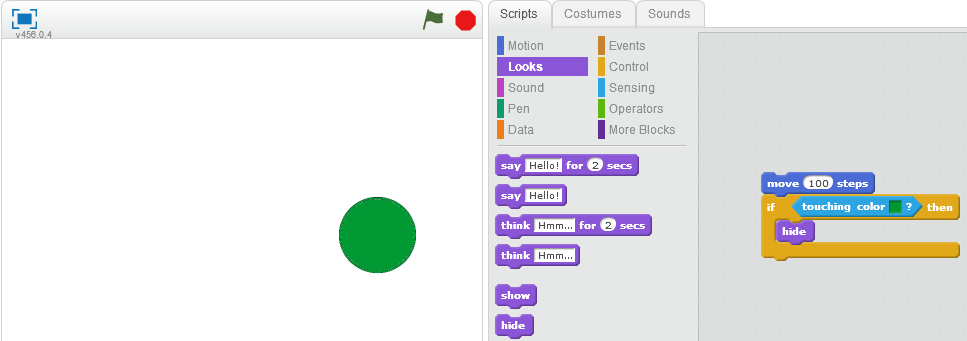 v456.0.4
Scripts Costumes Sounds
Motion Events
Looks Control
Sound Sensing
Pen Operators
Data More Blocks
say Hello! for 2 secs
say Hello!
think Hmm... for 2 secs
think Hmm...
show
hide
move 100 steps
if touching color ? then
hide